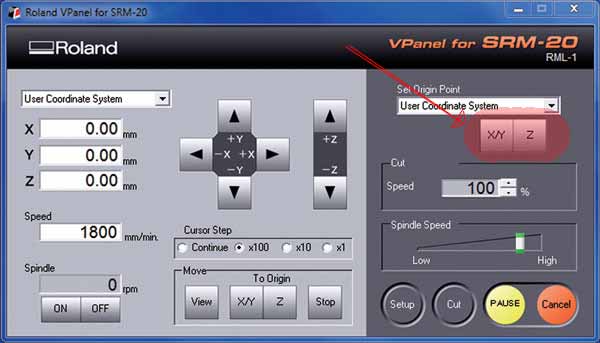 Roland VPanel for SRM-20
Roland
VPanel for SRM-20
RML-1
User Coordinate System
X 0.00 mm
Y 0.00 mm
Z 0.00 mm
Speed
1800 mm/min.
Spindle
0 rpm
ON OFF
+Y
-X +X
-Y
+Z
-Z
Cursor Step
Continue x100 x10 x1
Move
To Origin
View X/Y Z Stop
Set Origin Point
User Coordinate System
X/Y Z
Cut
Speed 100 %
Spindle Speed
Low High
Setup Cut PAUSE Cancel